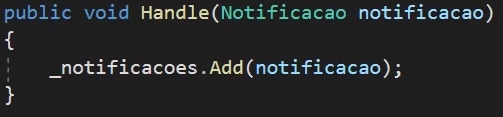 public void Handle(Notificacao notificacao)
{
_notificacoes.Add(notificacao);
}